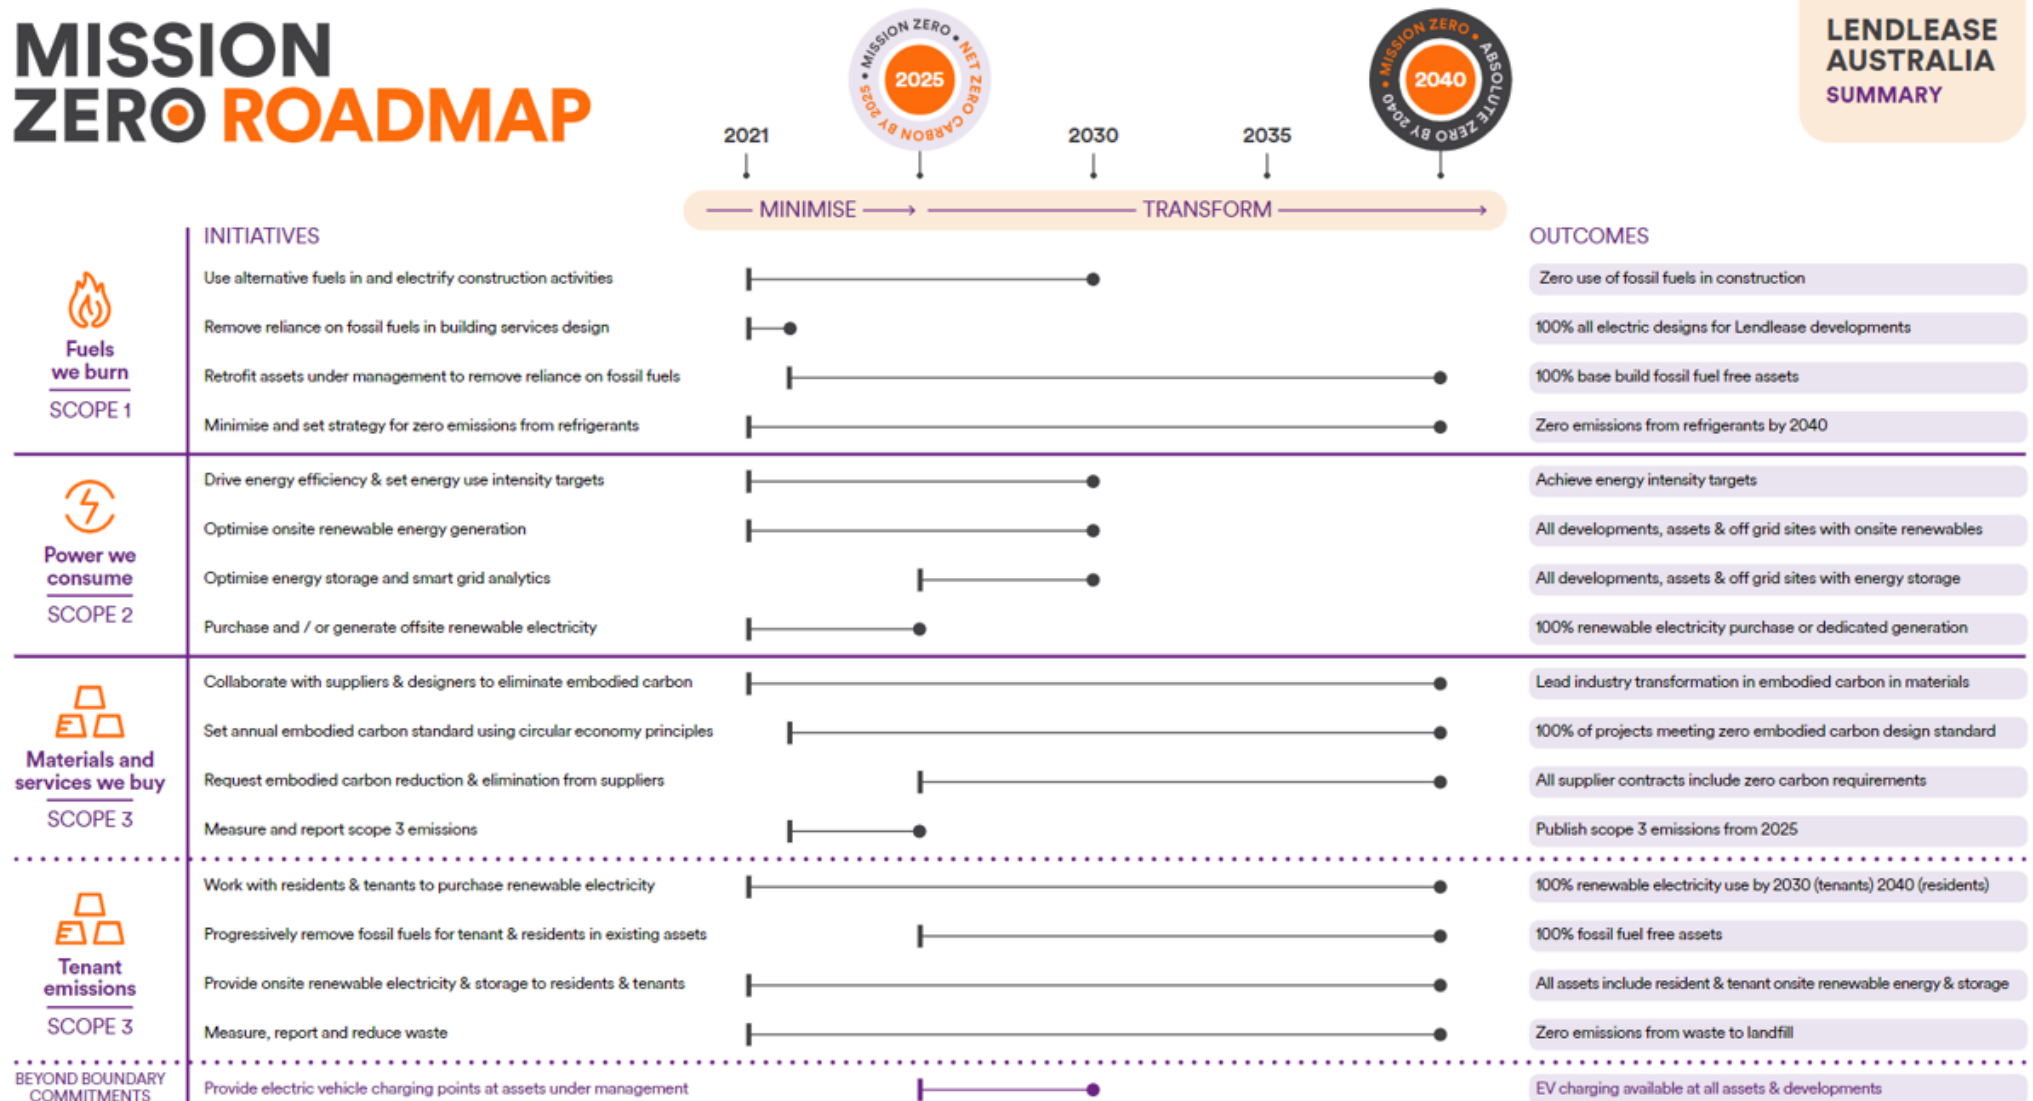 MISSION
ZERO ROADMAP
• MISSION ZERO • NET ZERO CARBON BY 2025
2025
• MISSION ZERO • ABSOLUTE ZERO BY 2040
2040
LENDLEASE
AUSTRALIA
SUMMARY
2021
2030
2035
MINIMISE
TRANSFORM
INITIATIVES
OUTCOMES
Fuels
we burn
SCOPE 1
Use alternative fuels in and electrify construction activities
Zero use of fossil fuels in construction
Remove reliance on fossil fuels in building services design
100% all electric designs for Lendlease developments
Retrofit assets under management to remove reliance on fossil fuels
100% base build fossil fuel free assets
Minimise and set strategy for zero emissions from refrigerants
Zero emissions from refrigerants by 2040
Power we
consume
SCOPE 2
Drive energy efficiency & set energy use intensity targets
Achieve energy intensity targets
Optimise onsite renewable energy generation
All developments, assets & off grid sites with onsite renewables
Optimise energy storage and smart grid analytics
All developments, assets & off grid sites with energy storage
Purchase and / or generate offsite renewable electricity
100% renewable electricity purchase or dedicated generation
Materials and
services we buy
SCOPE 3
Collaborate with suppliers & designers to eliminate embodied carbon
Lead industry transformation in embodied carbon in materials
Set annual embodied carbon standard using circular economy principles
100% of projects meeting zero embodied carbon design standard
Request embodied carbon reduction & elimination from suppliers
All supplier contracts include zero carbon requirements
Measure and report scope 3 emissions
Publish scope 3 emissions from 2025
Tenant
emissions
SCOPE 3
Work with residents & tenants to purchase renewable electricity
100% renewable electricity use by 2030 (tenants) 2040 (residents)
Progressively remove fossil fuels for tenant & residents in existing assets
100% fossil fuel free assets
Provide onsite renewable electricity & storage to residents & tenants
All assets include resident & tenant onsite renewable energy & storage
Measure, report and reduce waste
Zero emissions from waste to landfill
BEYOND BOUNDARY
COMMITMENTS
Provide electric vehicle charging points at assets under management
EV charging available at all assets & developments